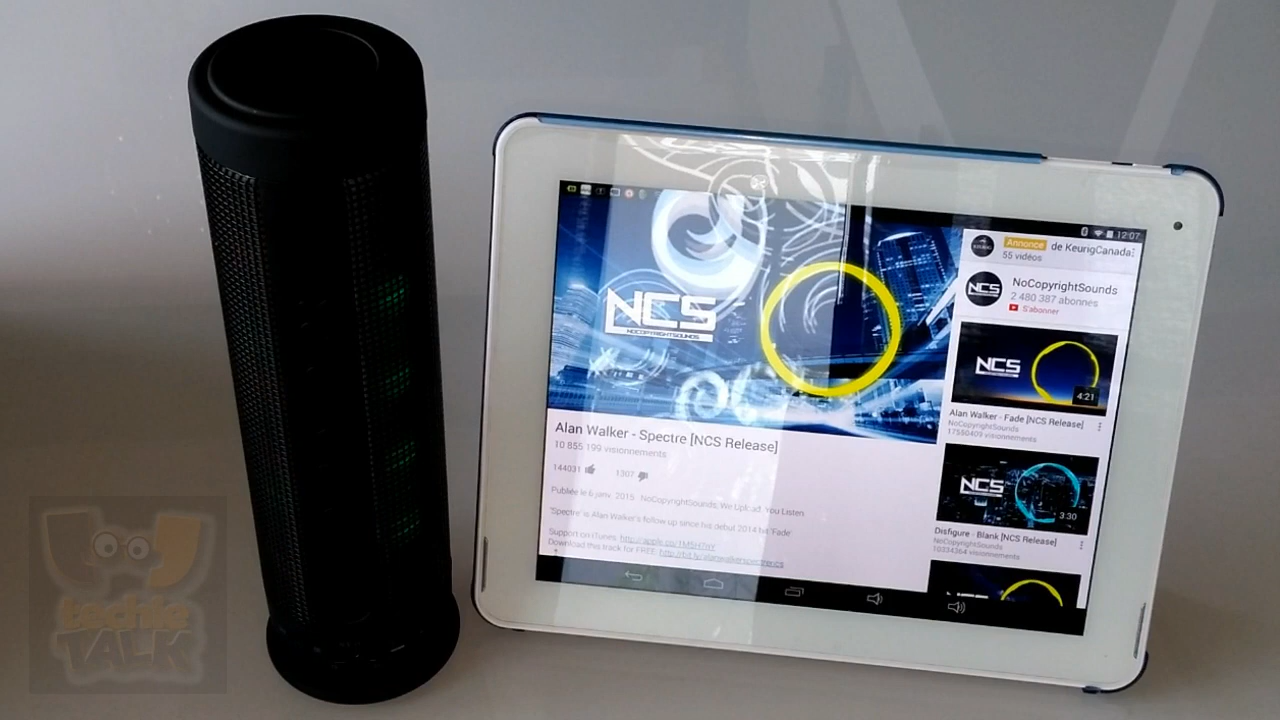 12:07
NCS
NOCOPYRIGHTSOUNDS
Alan Walker - Spectre [NCS Release]
10 855 199 visionnements
144031 1307
Publiée le 6 janv. 2015 NoCopyrightSounds, We Upload, You Listen.
'Spectre' is Alan Walker's follow up since his debut 2014 hit 'Fade'
Support on iTunes:
Download this track for FREE:
Annonce de KeurigCanada
55 vidéos
NCS
NoCopyrightSounds
2 480 387 abonnés
S'abonner
NCS
4:21
Alan Walker - Fade [NCS Release]
NoCopyrightSounds
17560409 visionnements
NCS
3:30
Disfigure - Blank [NCS Release]
NoCopyrightSounds
10334364 visionnements
techie
TALK